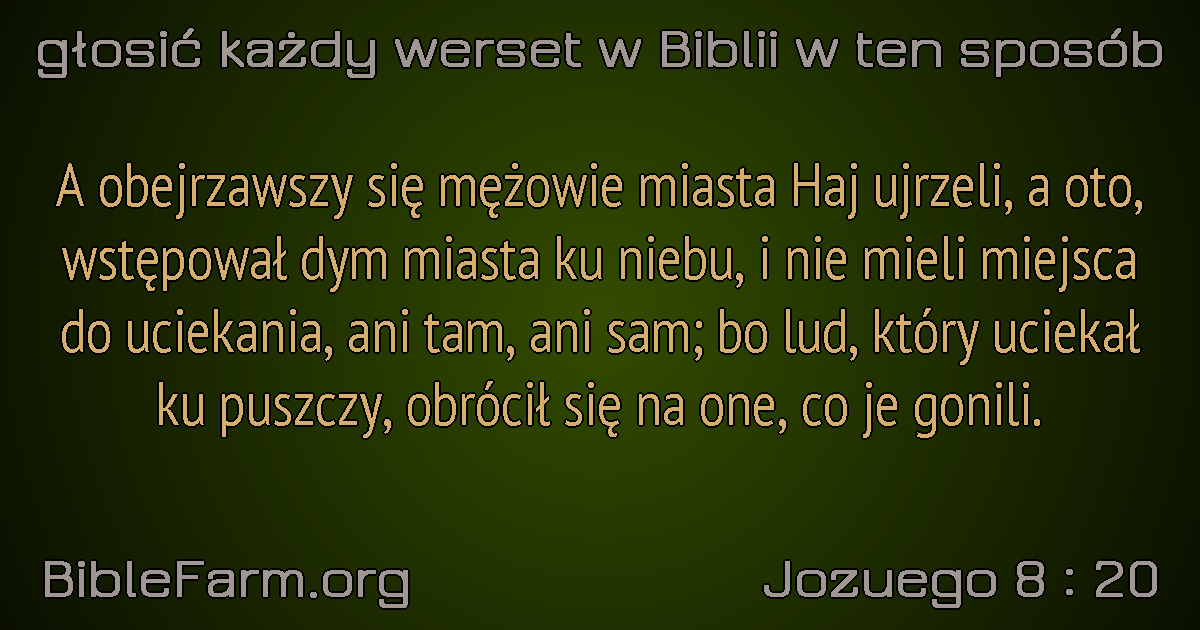 głosić każdy werset w Biblii w ten sposób
A obejrzawszy się mężowie miasta Haj ujrzeli, a oto,
wstępował dym miasta ku niebu, i nie mieli miejsca
do uciekania, ani tam, ani sam; bo lud, który uciekał
ku puszczy, obrócił się na one, co je gonili.
BibleFarm.org
Jozuego 8 : 20